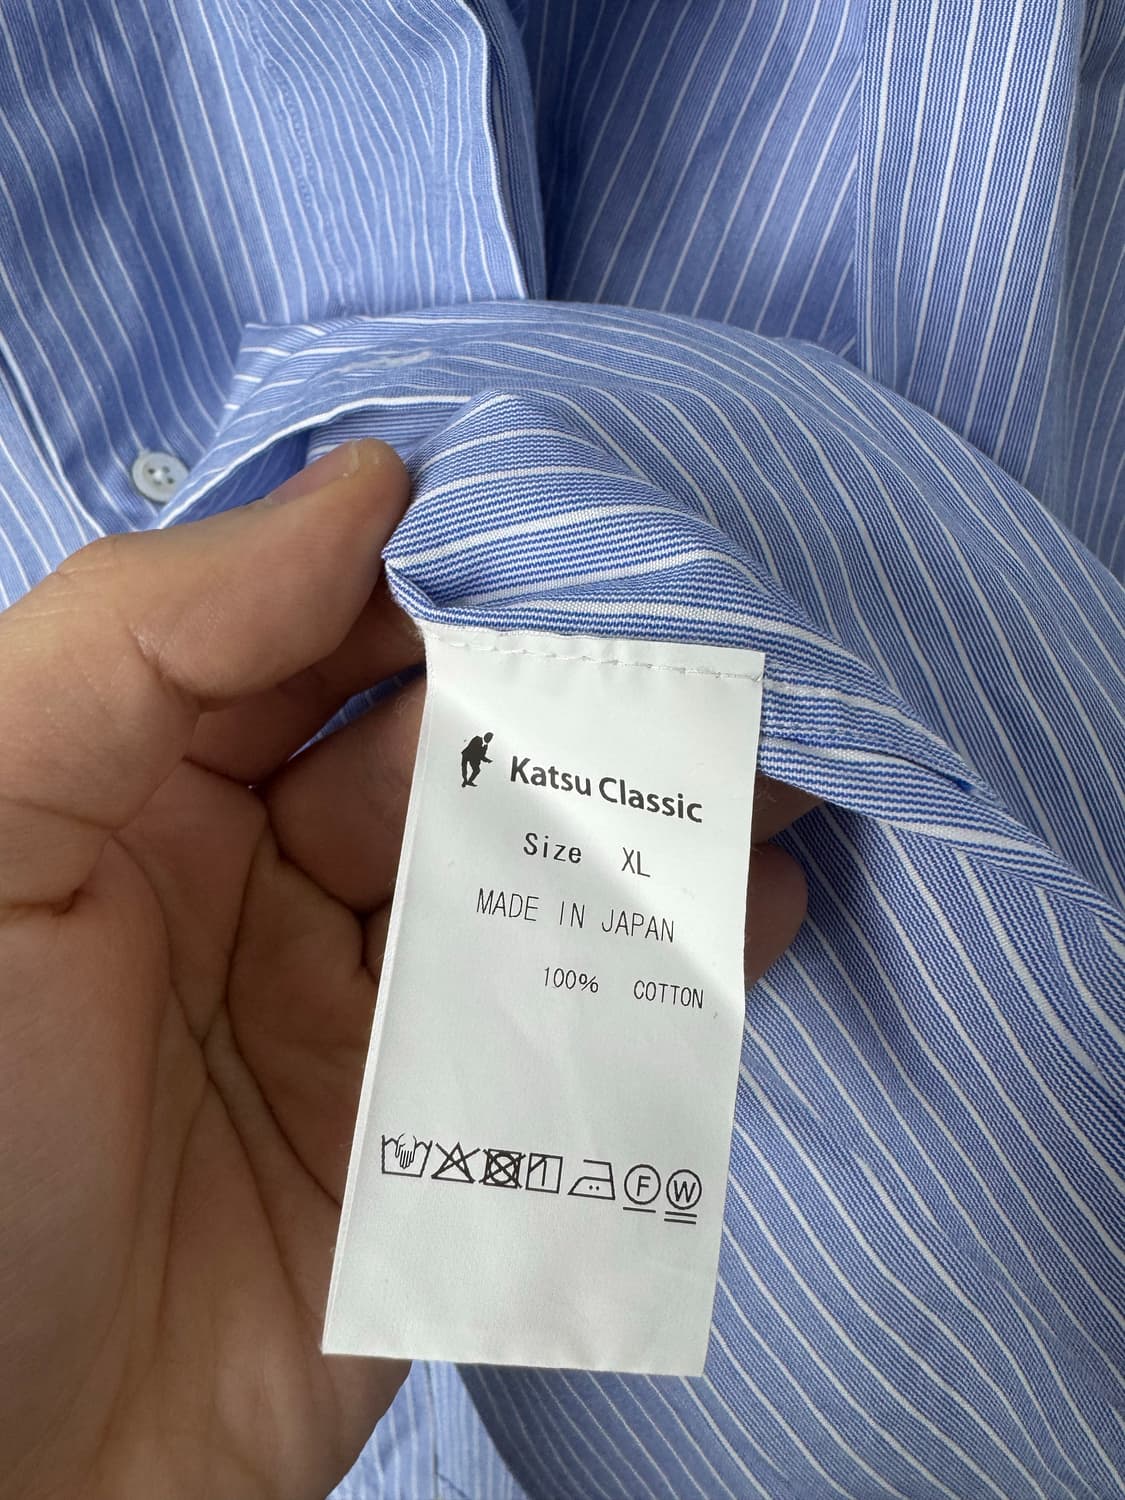 Katsu Classic
Size XL
MADE IN JAPAN
100% COTTON
F W